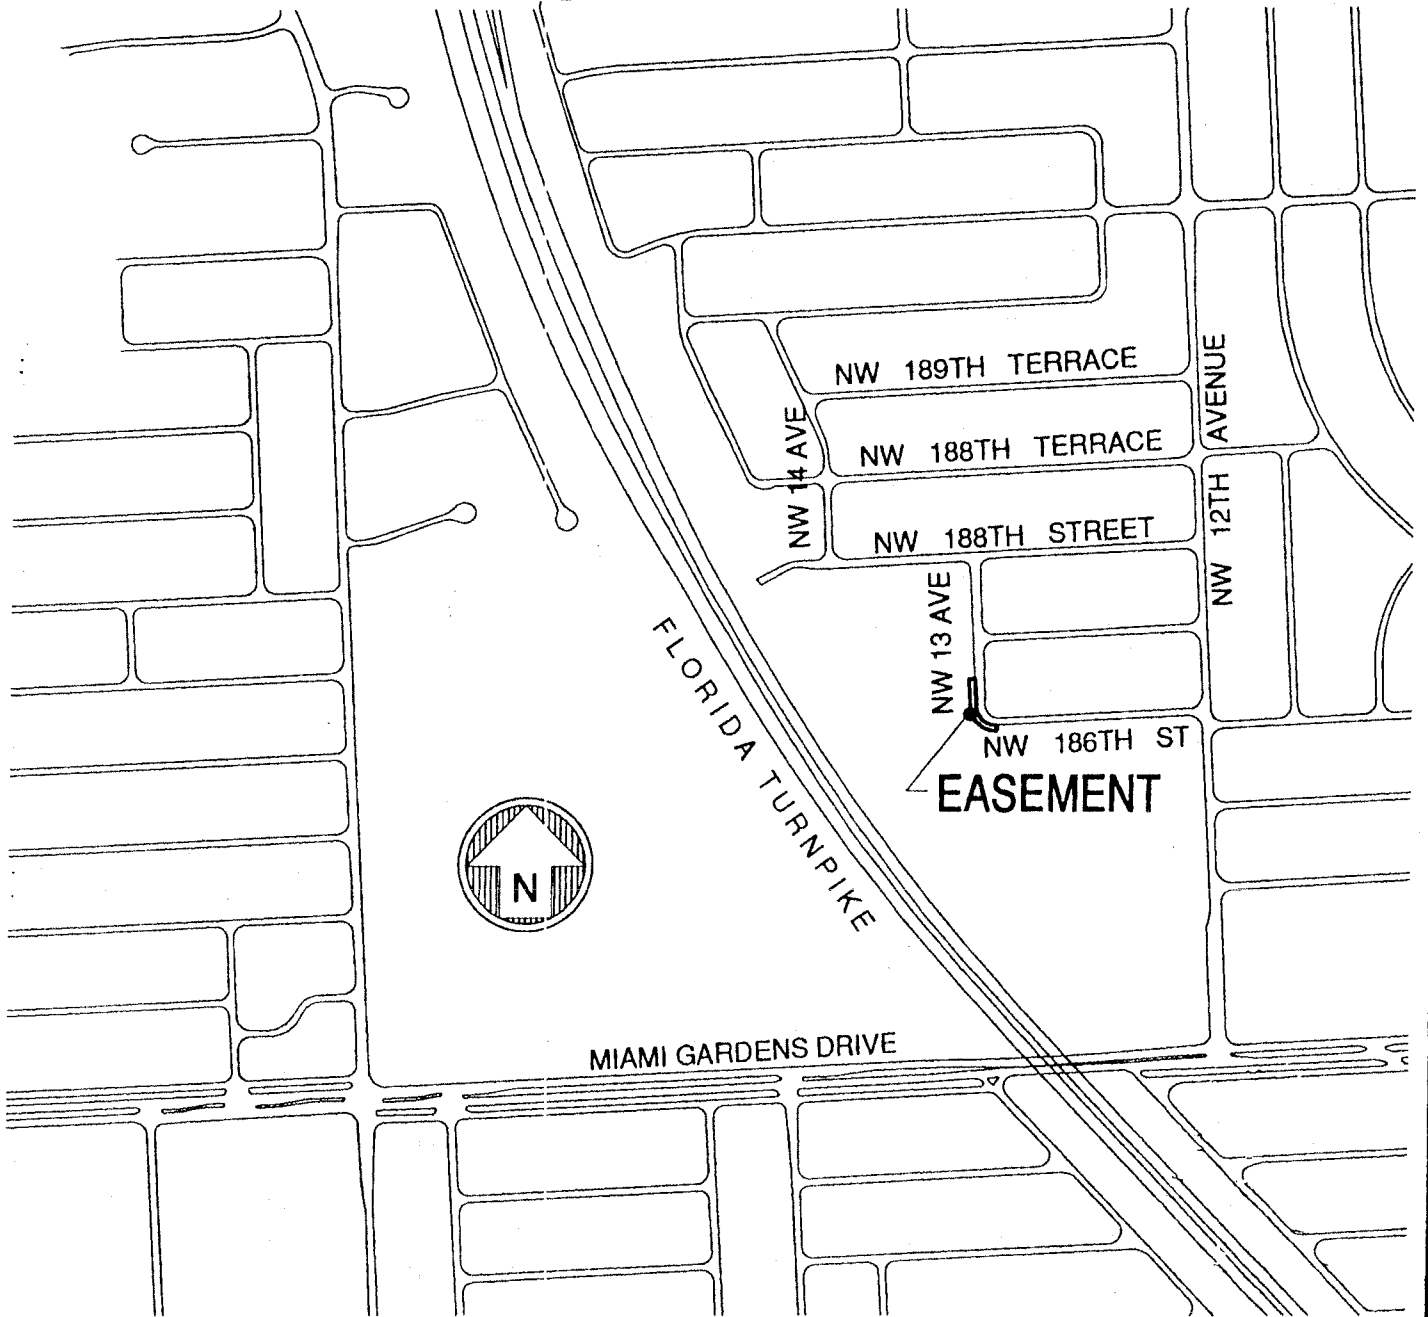 NW 189TH TERRACE
NW 12TH AVENUE
NW 14 AVE
NW 188TH TERRACE
NW 188TH STREET
NW 13 AVE
FLORIDA TURNPIKE
NW 186TH ST
EASEMENT
N
MIAMI GARDENS DRIVE